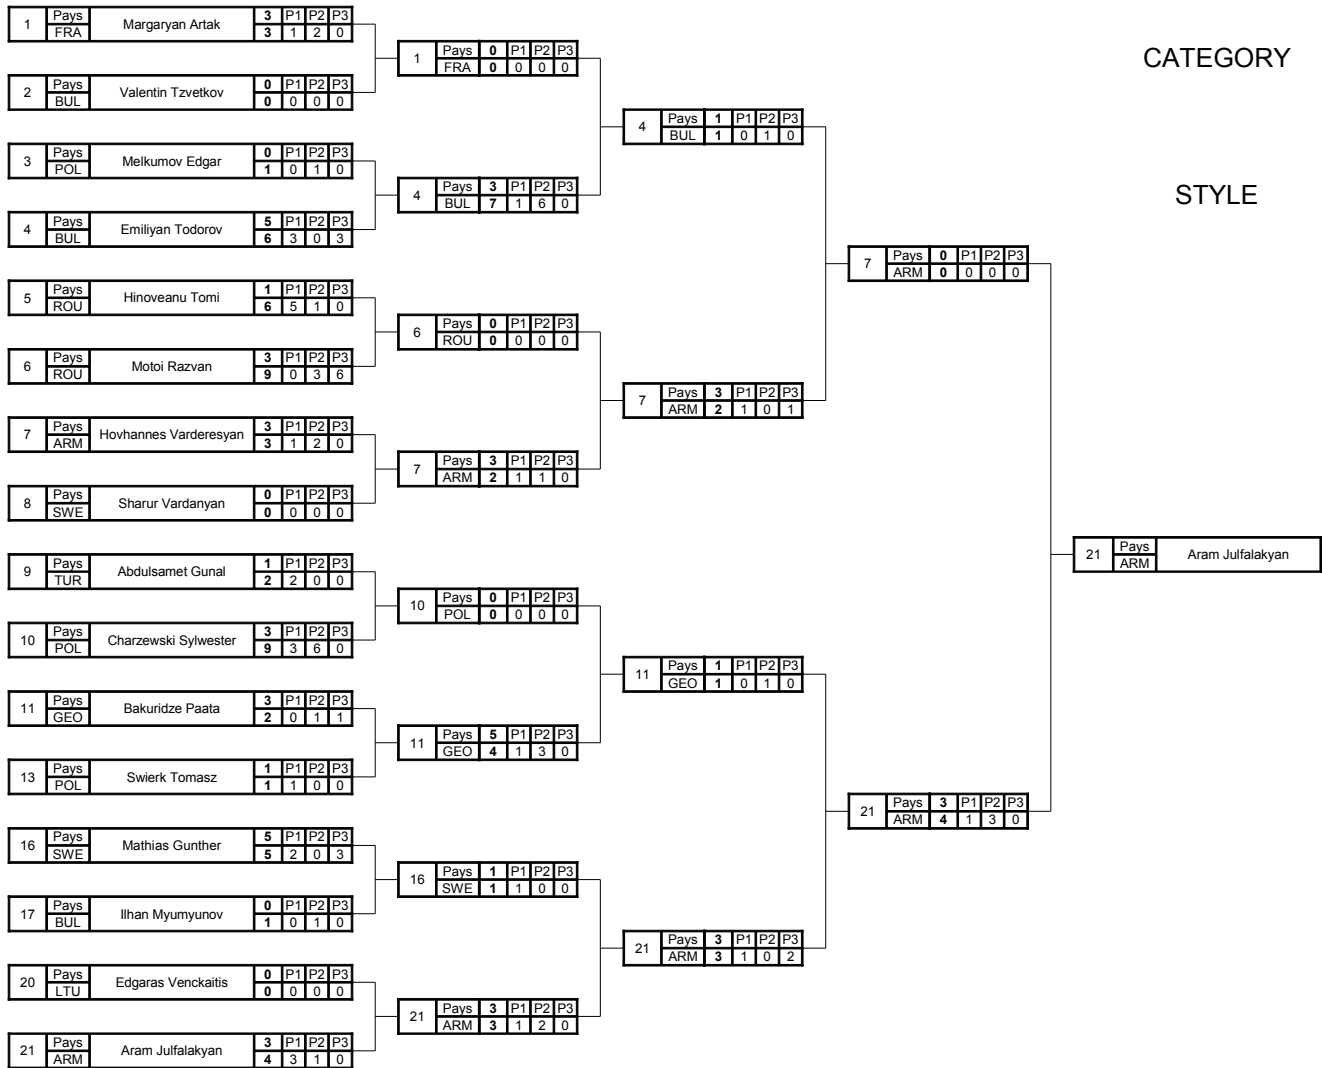 CATEGORY
STYLE
1 Pays Margaryan Artak 3 P1 P2 P3
FRA 3 1 2 0
2 Pays Valentin Tzvetkov 0 P1 P2 P3
BUL 0 0 0 0
3 Pays Melkumov Edgar 0 P1 P2 P3
POL 1 0 1 0
4 Pays Emiliyan Todorov 5 P1 P2 P3
BUL 6 3 0 3
5 Pays Hinoveanu Tomi 1 P1 P2 P3
ROU 6 5 1 0
6 Pays Motoi Razvan 3 P1 P2 P3
ROU 9 0 3 6
7 Pays Hovhannes Varderesyan 3 P1 P2 P3
ARM 3 1 2 0
8 Pays Sharur Vardanyan 0 P1 P2 P3
SWE 0 0 0 0
9 Pays Abdulsamet Gunal 1 P1 P2 P3
TUR 2 2 0 0
10 Pays Charzewski Sylwester 3 P1 P2 P3
POL 9 3 6 0
11 Pays Bakuridze Paata 3 P1 P2 P3
GEO 2 0 1 1
13 Pays Swierk Tomasz 1 P1 P2 P3
POL 1 1 0 0
16 Pays Mathias Gunther 5 P1 P2 P3
SWE 5 2 0 3
17 Pays Ilhan Myumyunov 0 P1 P2 P3
BUL 1 0 1 0
20 Pays Edgaras Venckaitis 0 P1 P2 P3
LTU 0 0 0 0
21 Pays Aram Julfalakyan 3 P1 P2 P3
ARM 4 3 1 0
1 Pays 0 P1 P2 P3
FRA 0 0 0 0
4 Pays 3 P1 P2 P3
BUL 7 1 6 0
6 Pays 0 P1 P2 P3
ROU 0 0 0 0
7 Pays 3 P1 P2 P3
ARM 2 1 1 0
10 Pays 0 P1 P2 P3
POL 0 0 0 0
11 Pays 5 P1 P2 P3
GEO 4 1 3 0
16 Pays 1 P1 P2 P3
SWE 1 1 0 0
21 Pays 3 P1 P2 P3
ARM 3 1 2 0
4 Pays 1 P1 P2 P3
BUL 1 0 1 0
7 Pays 3 P1 P2 P3
ARM 2 1 0 1
11 Pays 1 P1 P2 P3
GEO 1 0 1 0
21 Pays 3 P1 P2 P3
ARM 3 1 0 2
7 Pays 0 P1 P2 P3
ARM 0 0 0 0
21 Pays 3 P1 P2 P3
ARM 4 1 3 0
21 Pays Aram Julfalakyan
ARM